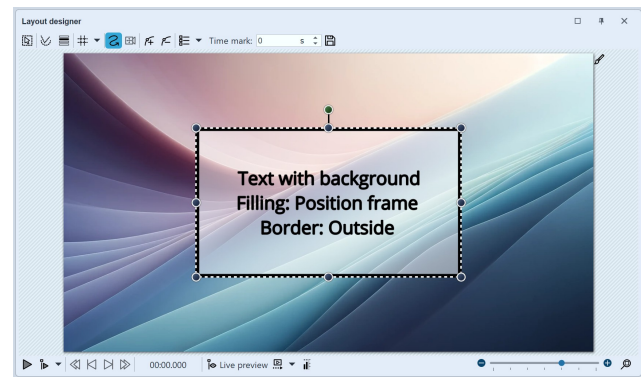 Layout designer
Time mark: 0 s
Text with background
Filling: Position frame
Border: Outside
00:00.000 Live preview